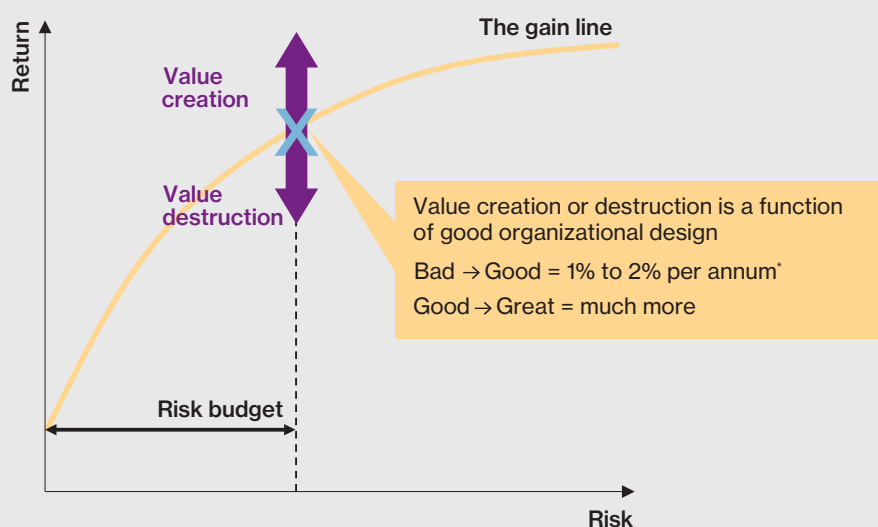 Return
The gain line
Value
creation
X
Value
destruction
Value creation or destruction is a function
of good organizational design
Bad → Good = 1% to 2% per annum*
Good → Great = much more
Risk budget
Risk